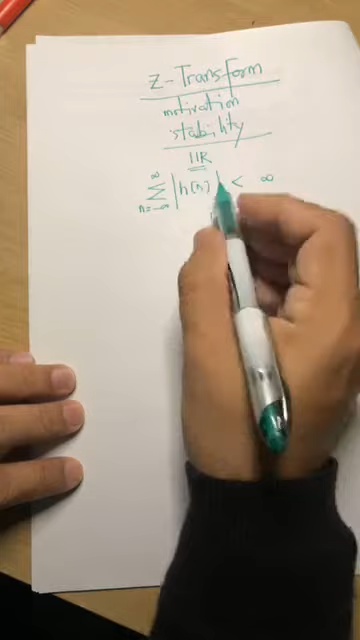 z-Transform
motivation
stability
IIR
∞
∑ |h[n]| < ∞
n=-∞